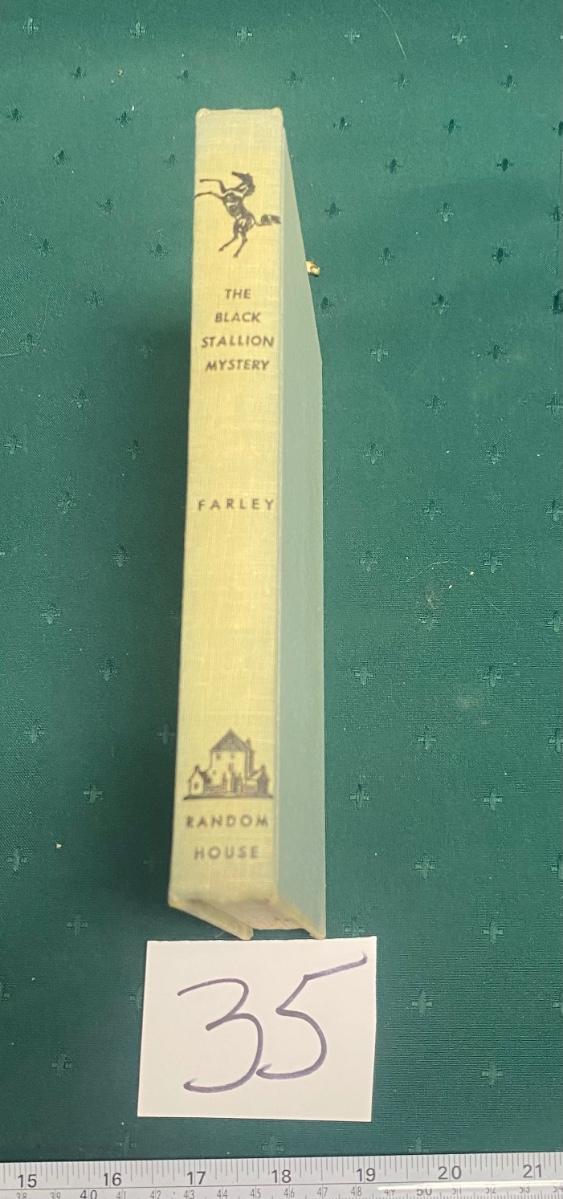 THE
BLACK
STALLION
MYSTERY
FARLEY
RANDOM
HOUSE
35
15 16 17 18 19 20 21